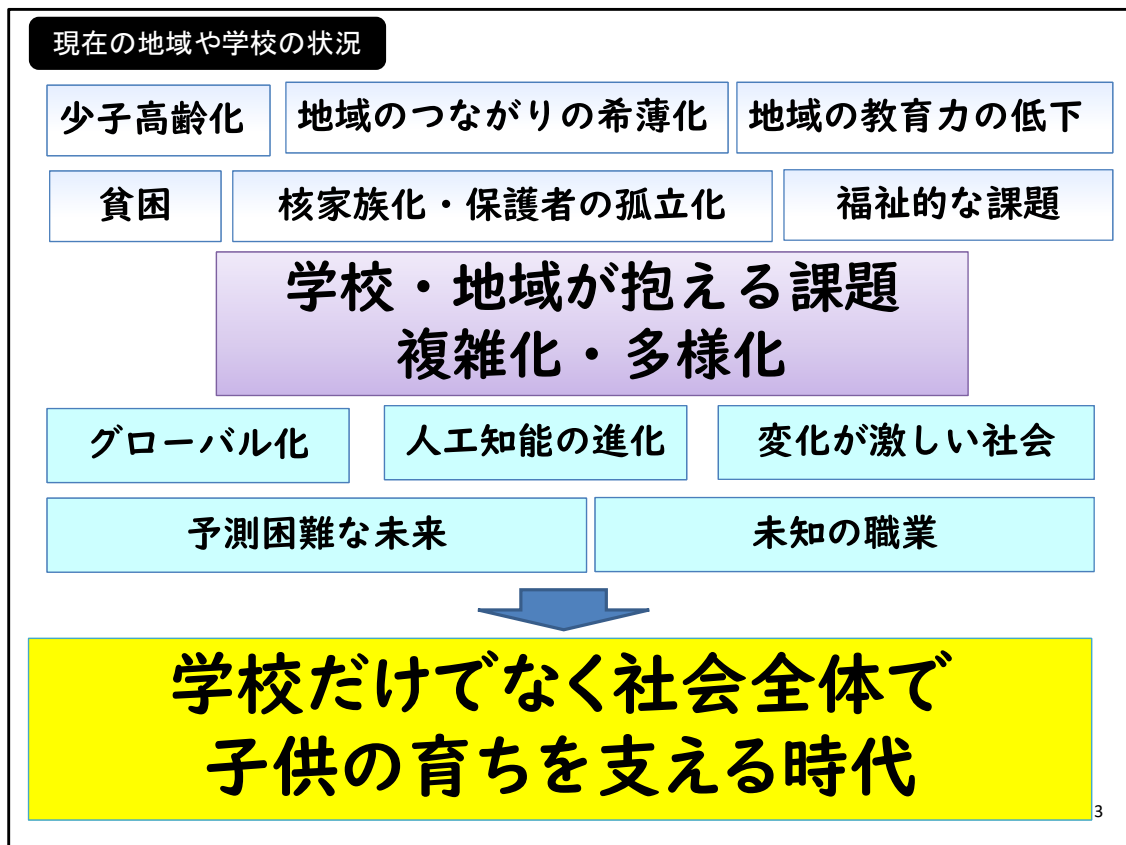 現在の地域や学校の状況
少子高齢化
地域のつながりの希薄化
地域の教育力の低下
貧困
核家族化・保護者の孤立化
福祉的な課題
学校・地域が抱える課題
複雑化・多様化
グローバル化
人工知能の進化
変化が激しい社会
予測困難な未来
未知の職業
学校だけでなく社会全体で
子供の育ちを支える時代
3